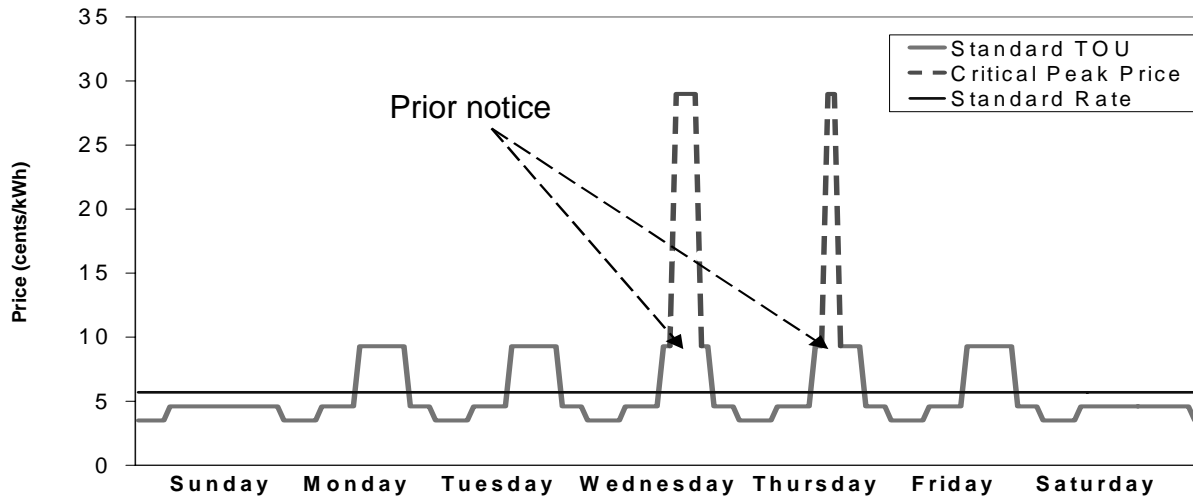 35
Standard TOU
Critical Peak Price
Standard Rate
30
Prior notice
25
20
15
10
5
0
Price (cents/kWh)
Sunday Monday Tuesday Wednesday Thursday Friday Saturday